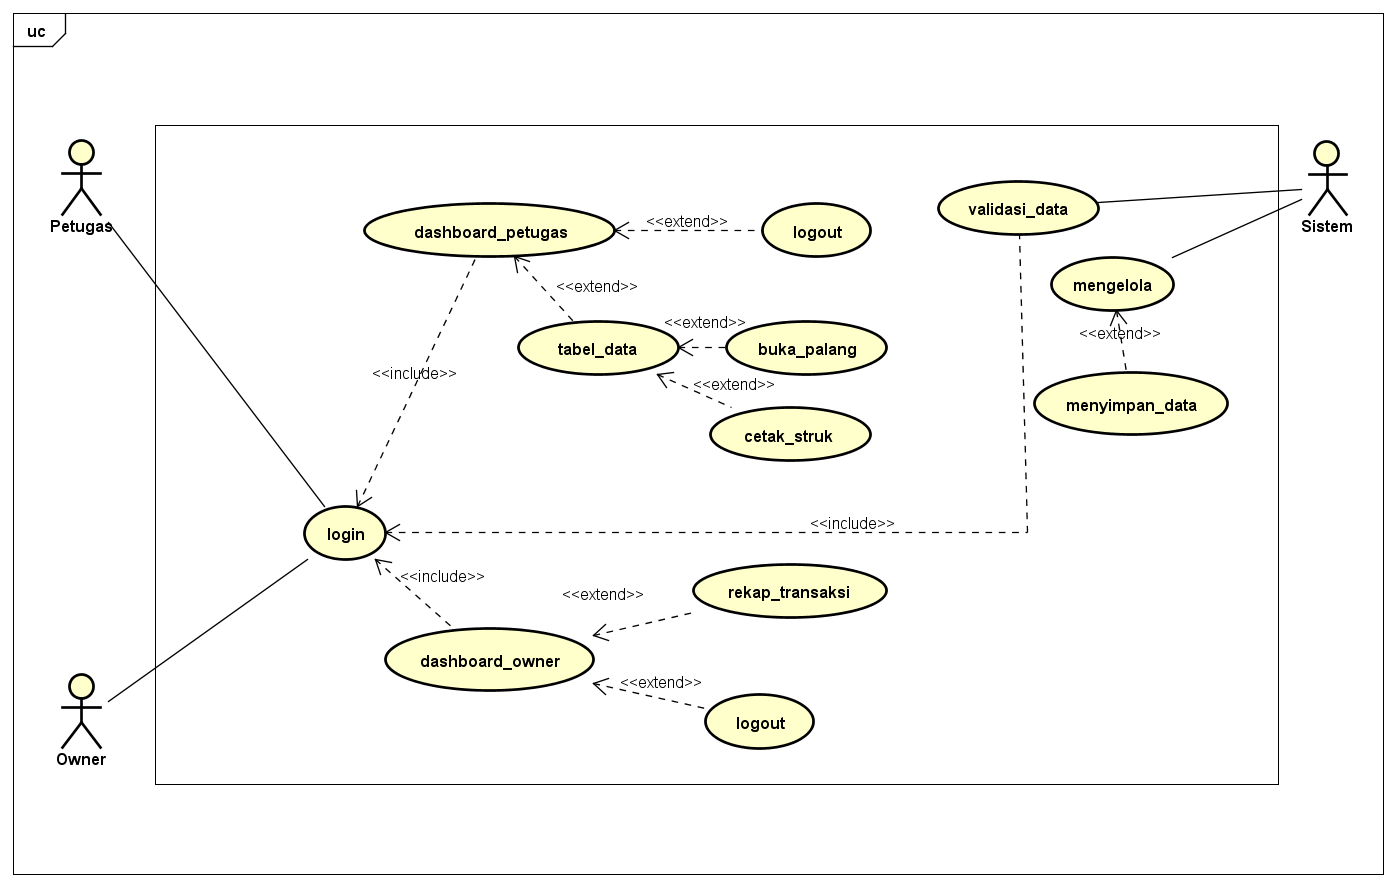 uc
Petugas
Sistem
validasi_data
dashboard_petugas
<<extend>>
logout
mengelola
<<extend>>
tabel_data
<<extend>>
buka_palang
<<extend>>
<<include>>
<<extend>>
menyimpan_data
cetak_struk
login
<<include>>
<<include>>
<<extend>>
rekap_transaksi
dashboard_owner
<<extend>>
logout
Owner